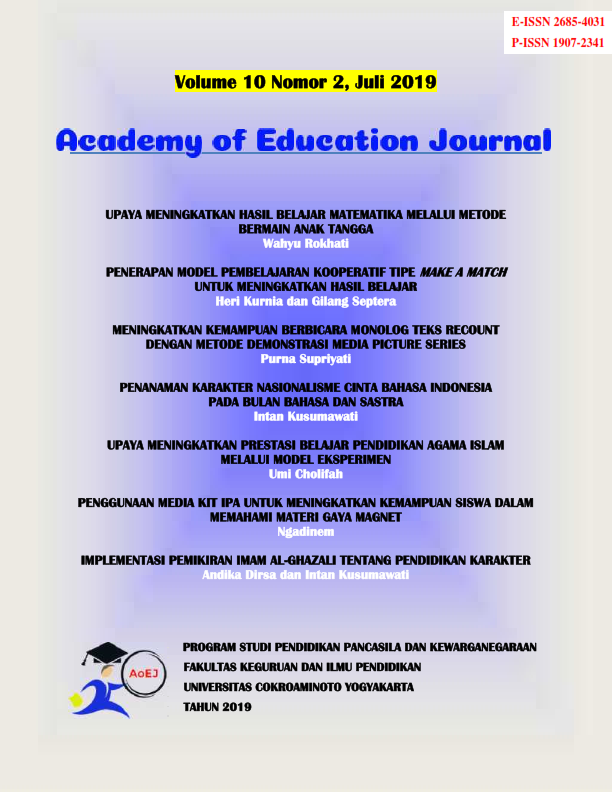 E-ISSN 2685-4031
P-ISSN 1907-2341
Volume 10 Nomor 2, Juli 2019
Academy of Education Journal
UPAYA MENINGKATKAN HASIL BELAJAR MATEMATIKA MELALUI METODE
BERMAIN ANAK TANGGA
Wahyu Rokhati
PENERAPAN MODEL PEMBELAJARAN KOOPERATIF TIPE MAKE A MATCH
UNTUK MENINGKATKAN HASIL BELAJAR
Heri Kurnia dan Gilang Septera
MENINGKATKAN KEMAMPUAN BERBICARA MONOLOG TEKS RECOUNT
DENGAN METODE DEMONSTRASI MEDIA PICTURE SERIES
Purna Supriyati
PENANAMAN KARAKTER NASIONALISME CINTA BAHASA INDONESIA
PADA BULAN BAHASA DAN SASTRA
Intan Kusumawati
UPAYA MENINGKATKAN PRESTASI BELAJAR PENDIDIKAN AGAMA ISLAM
MELALUI MODEL EKSPERIMEN
Umi Cholifah
PENGGUNAAN MEDIA KIT IPA UNTUK MENINGKATKAN KEMAMPUAN SISWA DALAM
MEMAHAMI MATERI GAYA MAGNET
Ngadinem
IMPLEMENTASI PEMIKIRAN IMAM AL-GHAZALI TENTANG PENDIDIKAN KARAKTER
Andika Dirsa dan Intan Kusumawati
AoEJ
PROGRAM STUDI PENDIDIKAN PANCASILA DAN KEWARGANEGARAAN
FAKULTAS KEGURUAN DAN ILMU PENDIDIKAN
UNIVERSITAS COKROAMINOTO YOGYAKARTA
TAHUN 2019